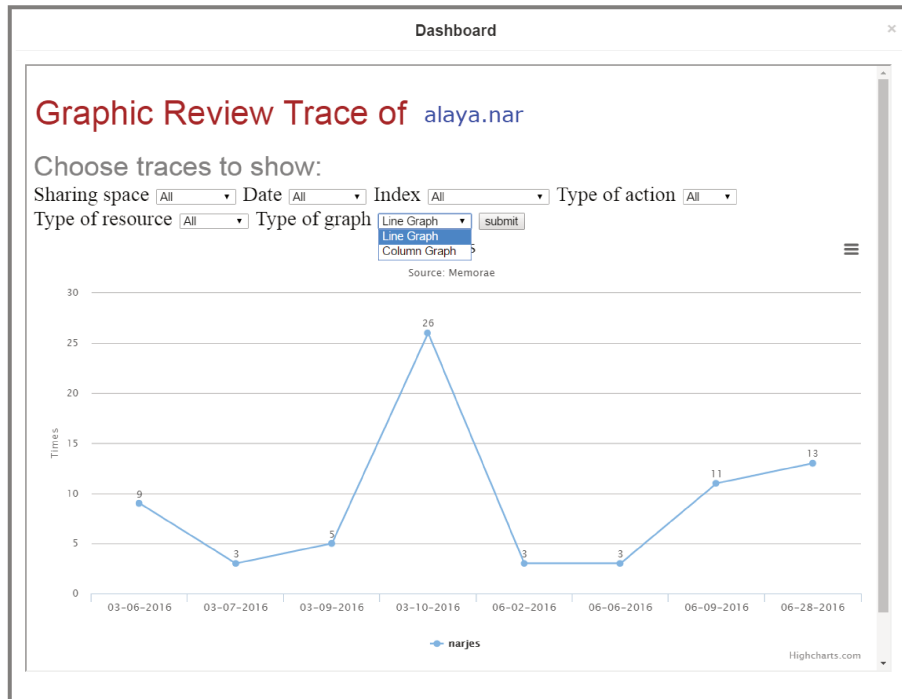 Dashboard
×
Graphic Review Trace of alaya.nar
Choose traces to show:
Sharing space All Date All Index All Type of action All
Type of resource All Type of graph Line Graph submit
Line Graph
Column Graph
Source: Memorae
30
25
20
15
10
5
0
Times
9
3
5
26
3
3
11
13
03-06-2016 03-07-2016 03-09-2016 03-10-2016 06-02-2016 06-06-2016 06-09-2016 06-28-2016
narjes
Highcharts.com